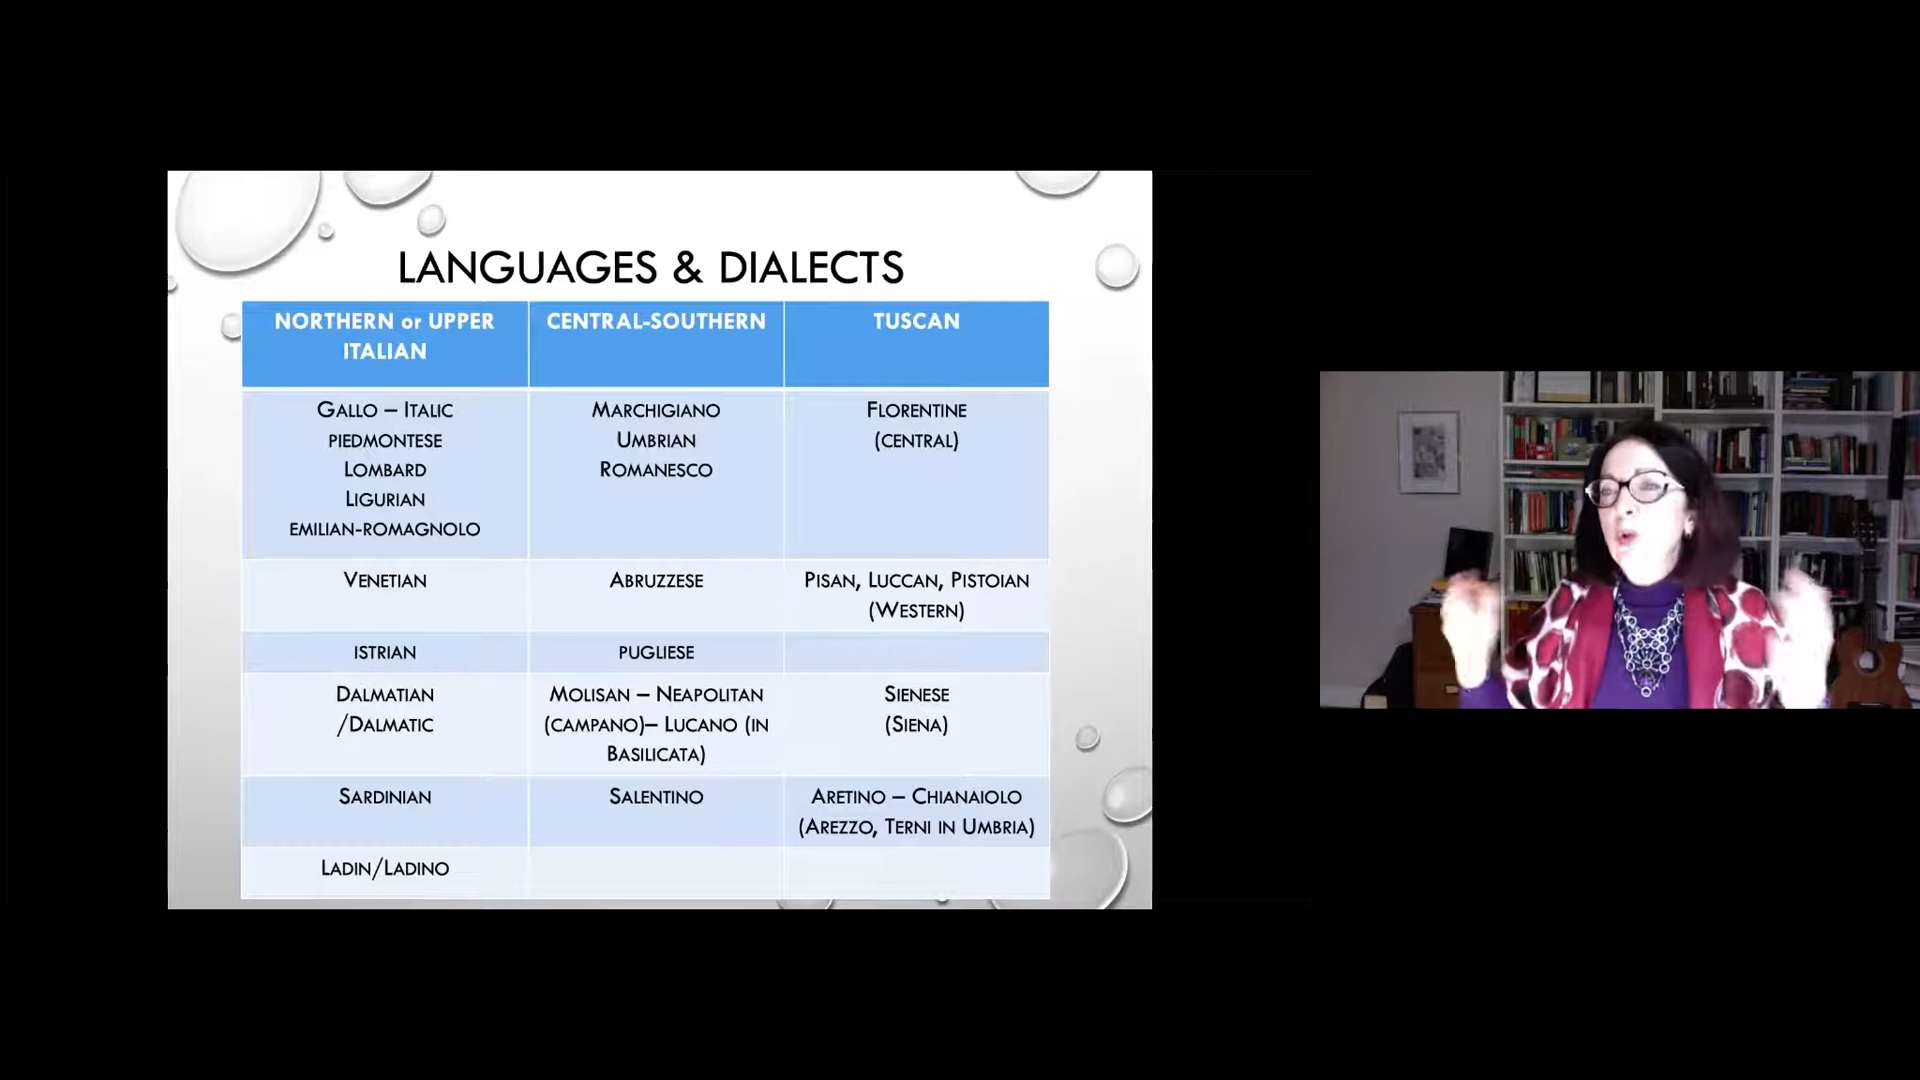 LANGUAGES & DIALECTS
NORTHERN or UPPER
ITALIAN
CENTRAL-SOUTHERN
TUSCAN
GALLO – ITALIC
PIEDMONTESE
LOMBARD
LIGURIAN
EMILIAN-ROMAGNOLO
MARCHIGIANO
UMBRIAN
ROMANESCO
FLORENTINE
(CENTRAL)
VENETIAN
ABRUZZESE
PISAN, LUCCAN, PISTOIAN
(WESTERN)
ISTRIAN
PUGLIESE
DALMATIAN
/DALMATIC
MOLISAN – NEAPOLITAN
(CAMPANO)– LUCANO (IN
BASILICATA)
SIENESE
(SIENA)
SARDINIAN
SALENTINO
ARETINO – CHIANAIOLO
(AREZZO, TERNI IN UMBRIA)
LADIN/LADINO